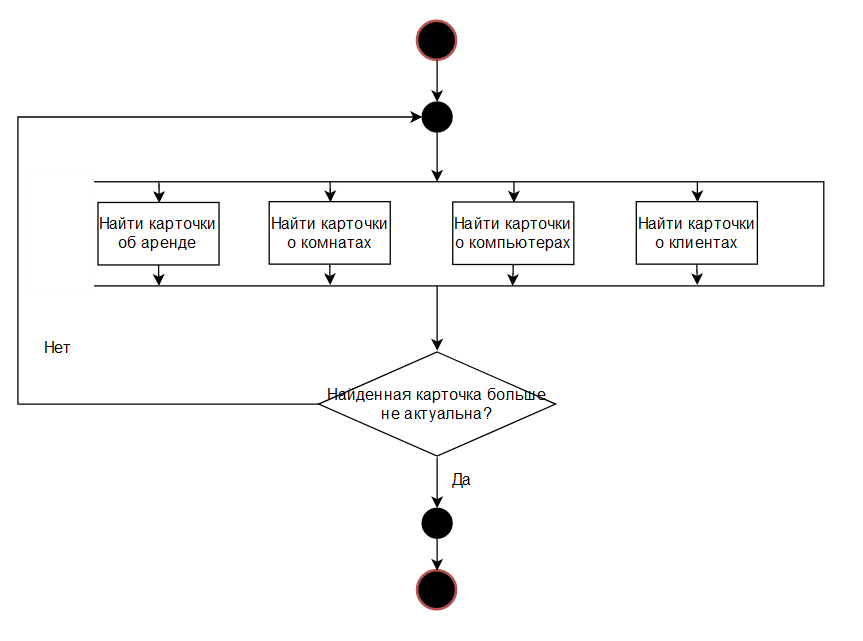 Найти карточки
об аренде
Найти карточки
о комнатах
Найти карточки
о компьютерах
Найти карточки
о клиентах
Нет
Найденная карточка больше
не актуальна?
Да